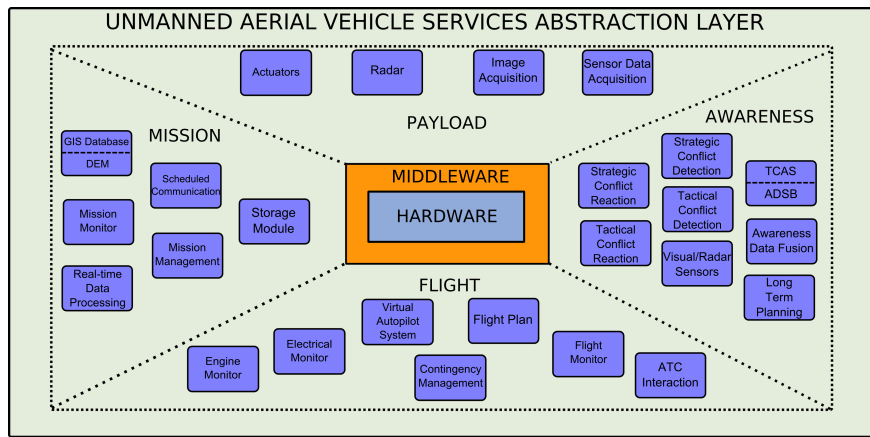 UNMANNED AERIAL VEHICLE SERVICES ABSTRACTION LAYER
Actuators
Radar
Image
Acquisition
Sensor Data
Acquisition
PAYLOAD
MISSION
GIS Database
DEM
Scheduled
Communication
Mission
Monitor
Storage
Module
Mission
Management
Real-time
Data
Processing
MIDDLEWARE
HARDWARE
AWARENESS
Strategic
Conflict
Detection
Strategic
Conflict
Reaction
TCAS
ADSB
Tactical
Conflict
Detection
Tactical
Conflict
Reaction
Awareness
Data Fusion
Visual/Radar
Sensors
Long
Term
Planning
FLIGHT
Virtual
Autopilot
System
Flight Plan
Electrical
Monitor
Engine
Monitor
Contingency
Management
Flight
Monitor
ATC
Interaction